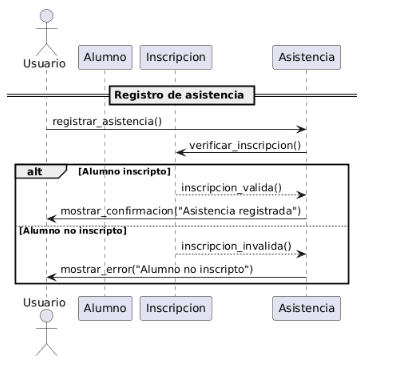 Usuario
Alumno
Inscripcion
Asistencia
Registro de asistencia
registrar_asistencia()
verificar_inscripcion()
alt
[Alumno inscripto]
inscripcion_valida()
mostrar_confirmacion("Asistencia registrada")
[Alumno no inscripto]
inscripcion_invalida()
mostrar_error("Alumno no inscripto")
Usuario
Alumno
Inscripcion
Asistencia